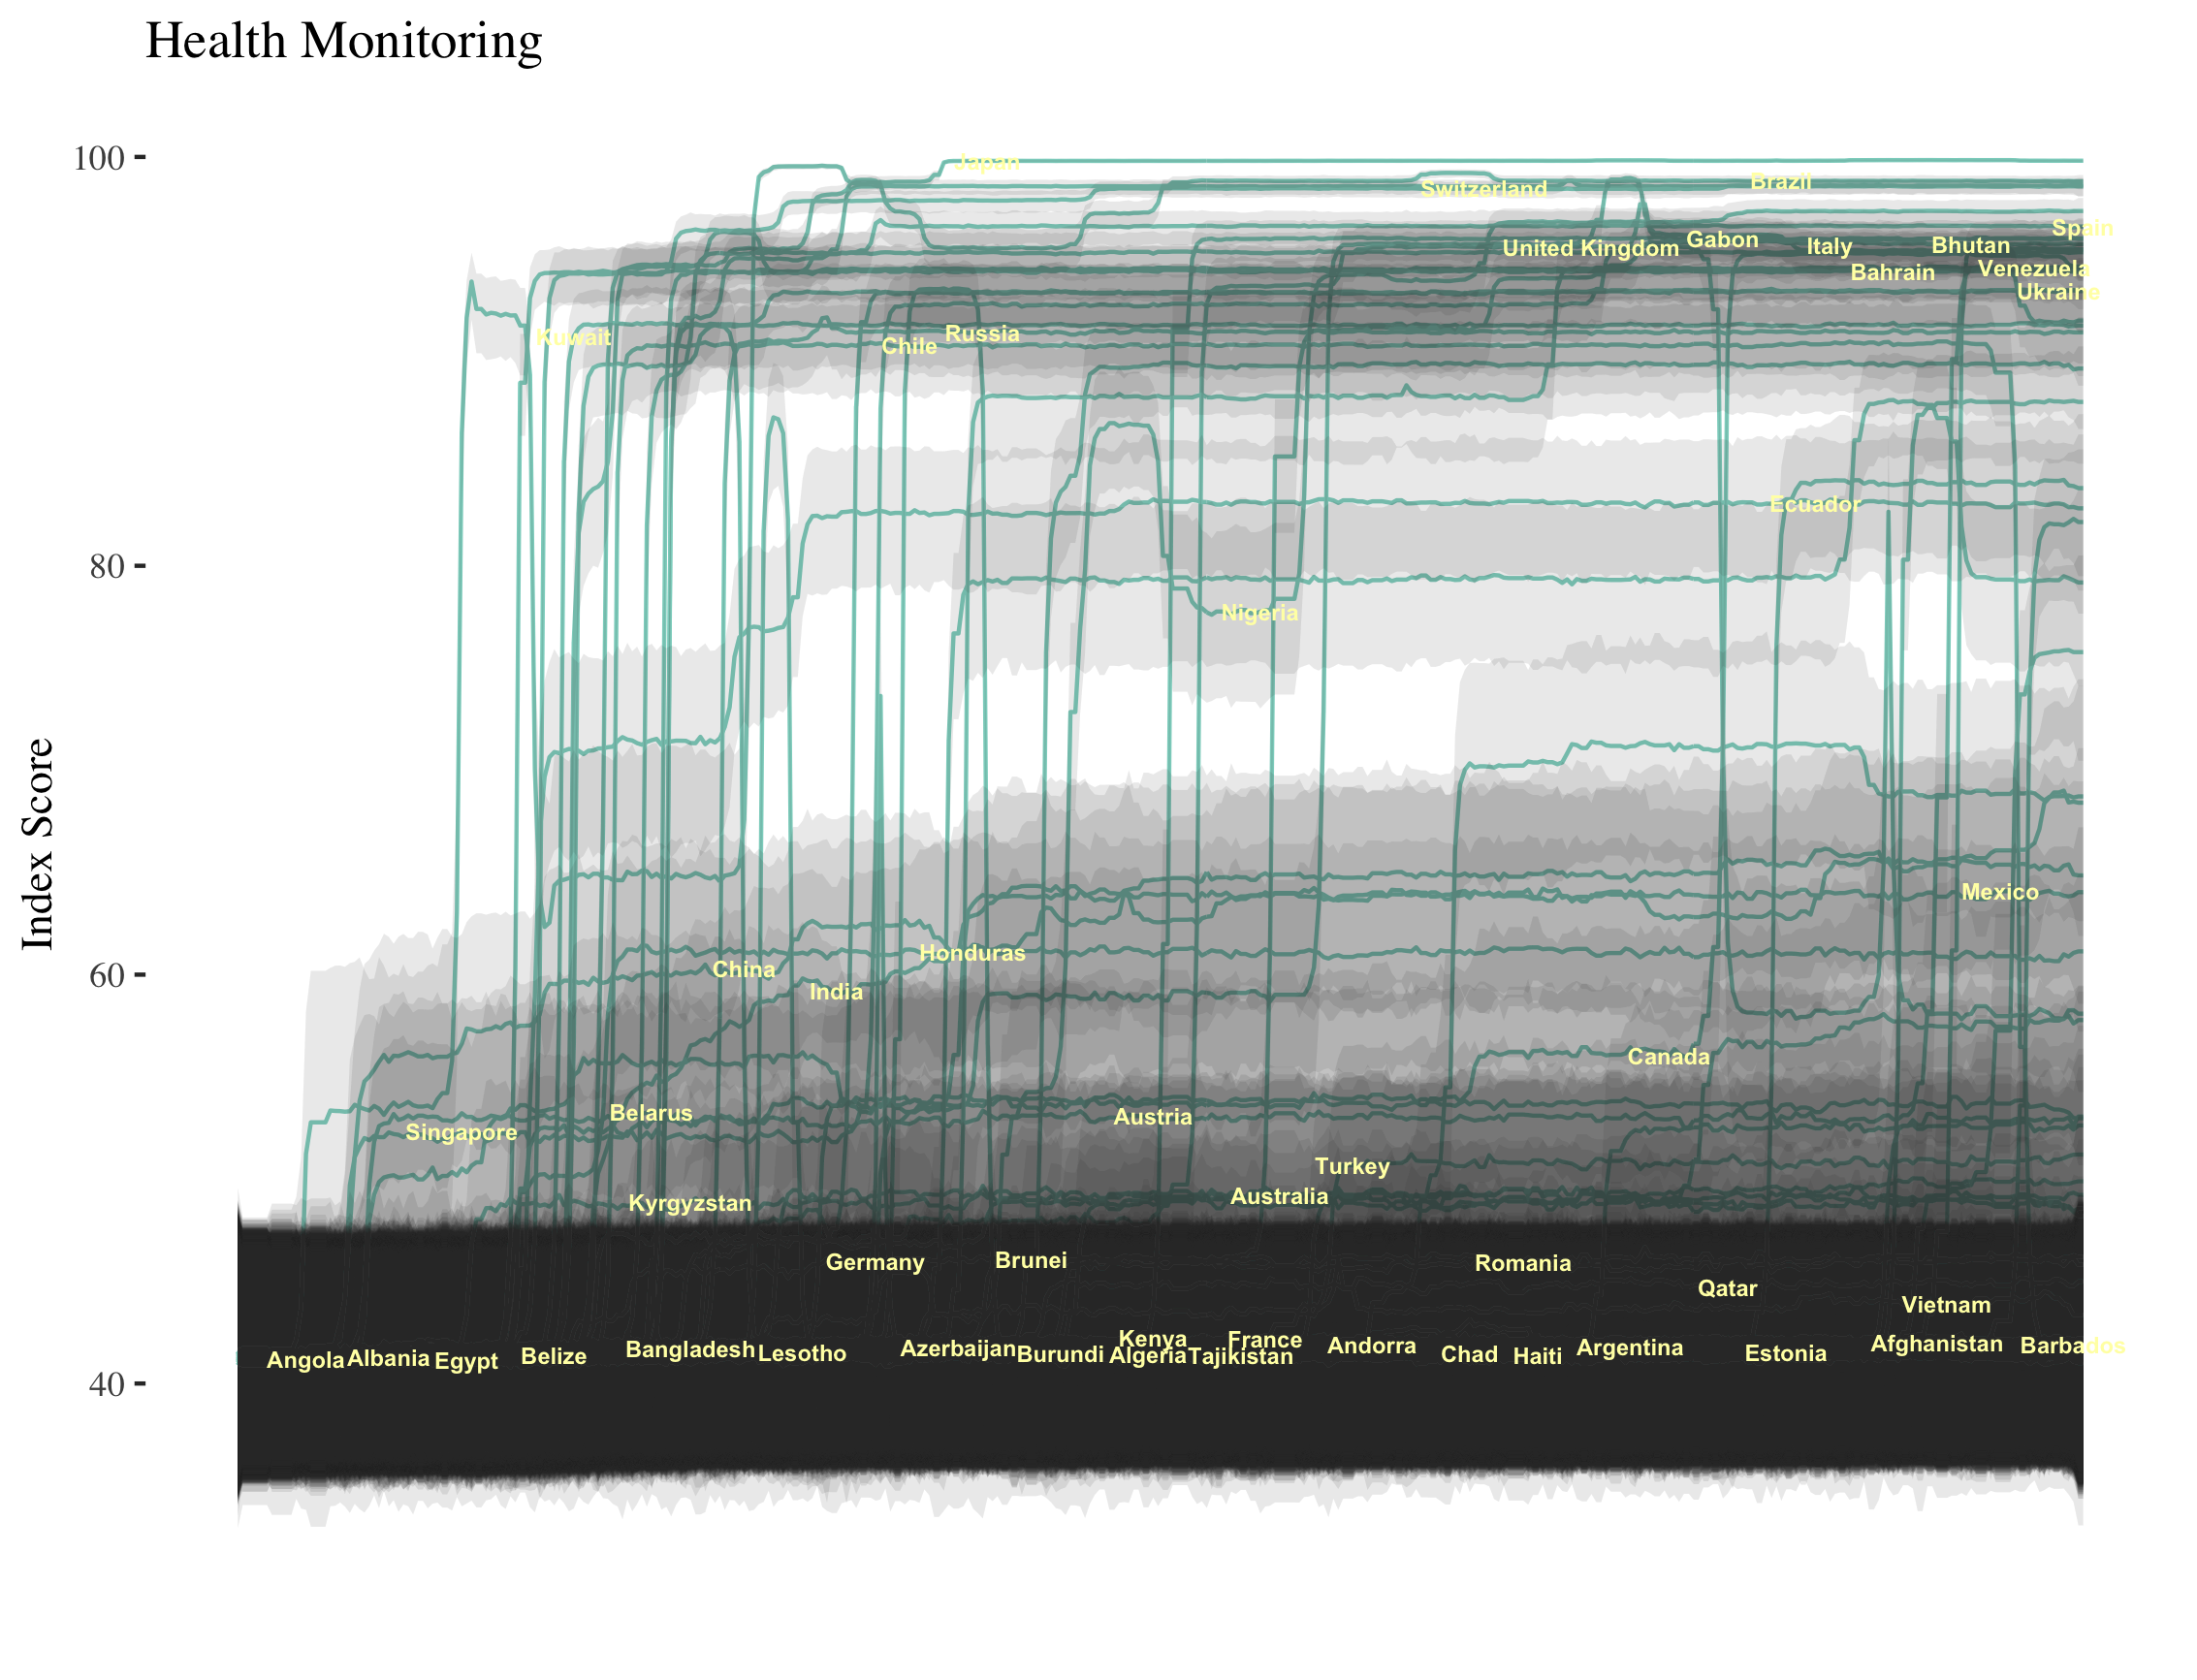 Health Monitoring
100
Japan
Brazil
Switzerland
Spain
Gabon
Bhutan
Italy
United Kingdom
Venezuela
Bahrain
Ukraine
Russia
Kuwait
Chile
Ecuador
80
Nigeria
Index Score
Mexico
Honduras
China
60
India
Canada
Belarus
Austria
Singapore
Turkey
Australia
Kyrgyzstan
Brunei
Germany
Romania
Qatar
Vietnam
Kenya
France
Afghanistan
Andorra
Barbados
Argentina
Azerbaijan
Bangladesh
Lesotho
Estonia
Burundi
Chad
Algeria
Tajikistan
Belize
Haiti
Albania
Angola
Egypt
40